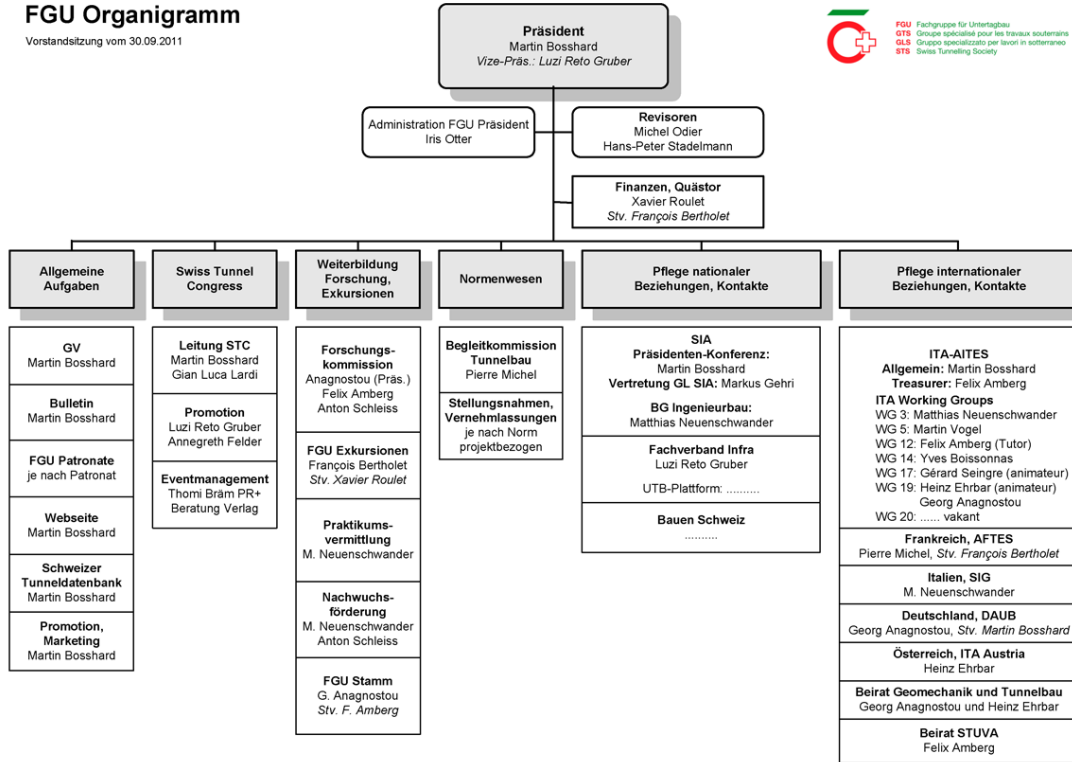 FGU Organigramm
Vorstandsitzung vom 30.09.2011
FGU Fachgruppe für Untertagbau
GTS Groupe spécialisé pour les travaux souterrains
GLS Gruppo specializzato per lavori in sotterraneo
STS Swiss Tunnelling Society
Präsident
Martin Bosshard
Vize-Präs.: Luzi Reto Gruber
Administration FGU Präsident
Iris Otter
Revisoren
Michel Odier
Hans-Peter Stadelmann
Finanzen, Quästor
Xavier Roulet
Stv. François Bertholet
Allgemeine
Aufgaben
GV
Martin Bosshard
Bulletin
Martin Bosshard
FGU Patronate
je nach Patronat
Webseite
Martin Bosshard
Schweizer
Tunneldatenbank
Martin Bosshard
Promotion,
Marketing
Martin Bosshard
Swiss Tunnel
Congress
Leitung STC
Martin Bosshard
Gian Luca Lardi
Promotion
Luzi Reto Gruber
Annegreth Felder
Eventmanagement
Thomi Bräm PR+
Beratung Verlag
Weiterbildung
Forschung,
Exkursionen
Forschungs-
kommission
Anagnostou (Präs.)
Felix Amberg
Anton Schleiss
FGU Exkursionen
François Bertholet
Stv. Xavier Roulet
Praktikums-
vermittlung
M. Neuenschwander
Nachwuchs-
förderung
M. Neuenschwander
Anton Schleiss
FGU Stamm
G. Anagnostou
Stv. F. Amberg
Normenwesen
Begleitkommission
Tunnelbau
Pierre Michel
Stellungsnahmen,
Vernehmlassungen
je nach Norm
projektbezogen
Pflege nationaler
Beziehungen, Kontakte
SIA
Präsidenten-Konferenz:
Martin Bosshard
Vertretung GL SIA: Markus Gehri
BG Ingenieurbau:
Matthias Neuenschwander
Fachverband Infra
Luzi Reto Gruber
UTB-Plattform: ..........
Bauen Schweiz
..........
Pflege internationaler
Beziehungen, Kontakte
ITA-AITES
Allgemein: Martin Bosshard
Treasurer: Felix Amberg
ITA Working Groups
WG 3: Matthias Neuenschwander
WG 5: Martin Vogel
WG 12: Felix Amberg (Tutor)
WG 14: Yves Boissonnas
WG 17: Gérard Seingre (animateur)
WG 19: Heinz Ehrbar (animateur)
Georg Anagnostou
WG 20: ...... vakant
Frankreich, AFTES
Pierre Michel, Stv. François Bertholet
Italien, SIG
M. Neuenschwander
Deutschland, DAUB
Georg Anagnostou, Stv. Martin Bosshard
Österreich, ITA Austria
Heinz Ehrbar
Beirat Geomechanik und Tunnelbau
Georg Anagnostou und Heinz Ehrbar
Beirat STUVA
Felix Amberg